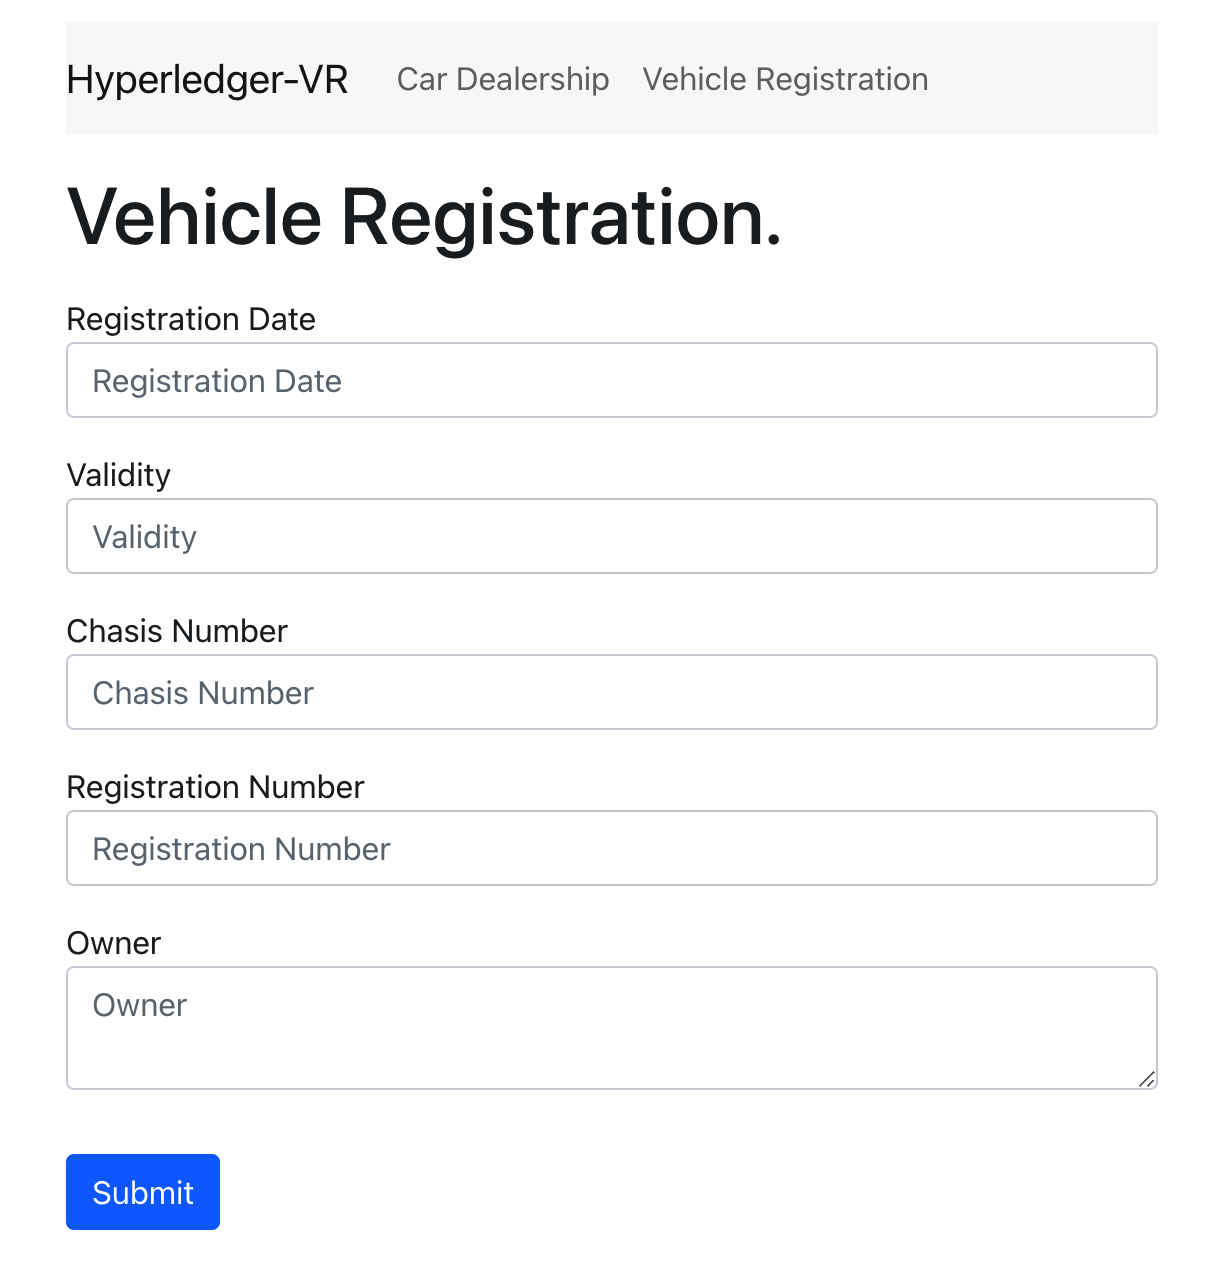 Hyperledger-VR Car Dealership Vehicle Registration
Vehicle Registration.
Registration Date
Registration Date
Validity
Validity
Chasis Number
Chasis Number
Registration Number
Registration Number
Owner
Owner
Submit